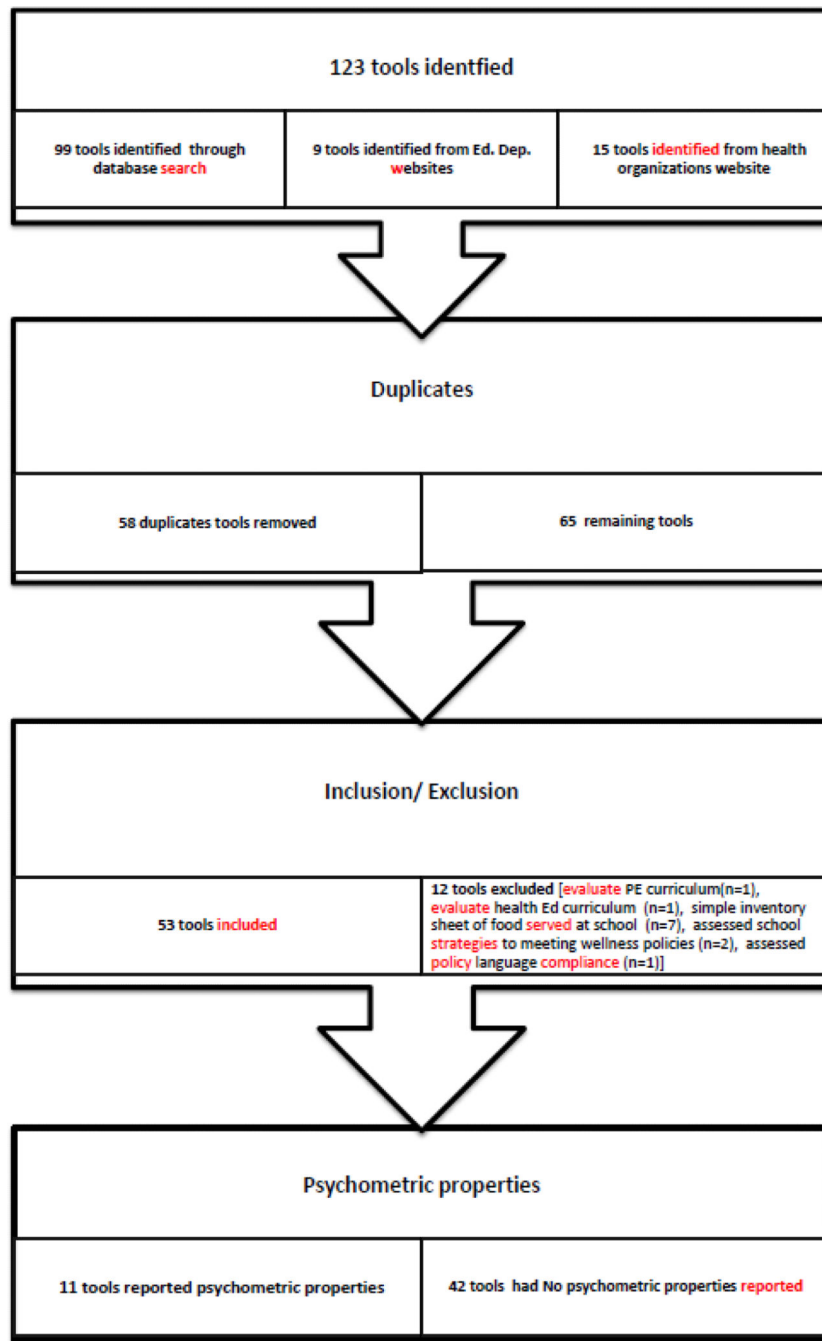 123 tools identfied
99 tools identified through
database search
9 tools identified from Ed. Dep.
websites
15 tools identified from health
organizations website
Duplicates
58 duplicates tools removed
65 remaining tools
Inclusion/ Exclusion
53 tools included
12 tools excluded [evaluate PE curriculum(n=1),
evaluate health Ed curriculum (n=1), simple inventory
sheet of food served at school (n=7), assessed school
strategies to meeting wellness policies (n=2), assessed
policy language compliance (n=1)]
Psychometric properties
11 tools reported psychometric properties
42 tools had No psychometric properties reported